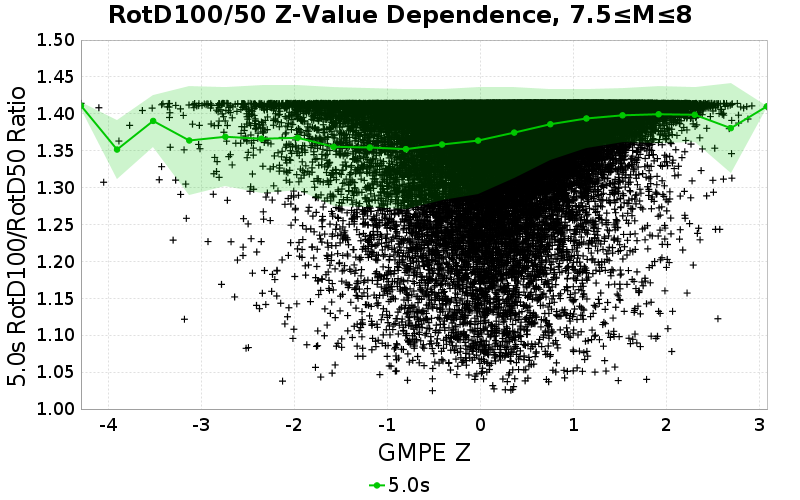 RotD100/50 Z-Value Dependence, 7.5≤M≤8
5.0s RotD100/RotD50 Ratio
1.50
1.45
1.40
1.35
1.30
1.25
1.20
1.15
1.10
1.05
1.00
-4 -3 -2 -1 0 1 2 3
GMPE Z
5.0s